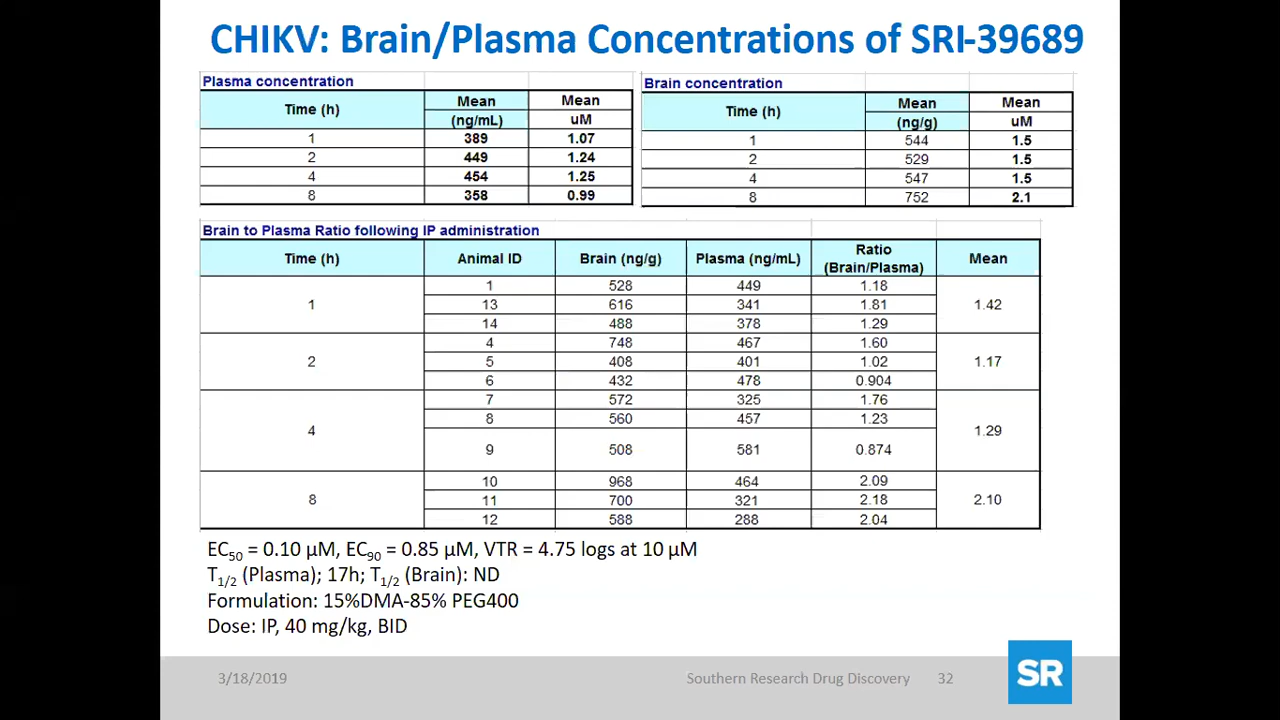 CHIKV: Brain/Plasma Concentrations of SRI-39689
Plasma concentration
Time (h) Mean Mean
(ng/mL) uM
1 389 1.07
2 449 1.24
4 454 1.25
8 358 0.99
Brain concentration
Time (h) Mean Mean
(ng/g) uM
1 544 1.5
2 529 1.5
4 547 1.5
8 752 2.1
Brain to Plasma Ratio following IP administration
Time (h) Animal ID Brain (ng/g) Plasma (ng/mL) Ratio (Brain/Plasma) Mean
1 1 528 449 1.18 1.42
13 616 341 1.81
14 488 378 1.29
2 4 748 467 1.60 1.17
5 408 401 1.02
6 432 478 0.904
4 7 572 325 1.76 1.29
8 560 457 1.23
9 508 581 0.874
8 10 968 464 2.09 2.10
11 700 321 2.18
12 588 288 2.04
EC50 = 0.10 µM, EC90 = 0.85 µM, VTR = 4.75 logs at 10 µM
T1/2 (Plasma); 17h; T1/2 (Brain): ND
Formulation: 15%DMA-85% PEG400
Dose: IP, 40 mg/kg, BID
3/18/2019 Southern Research Drug Discovery 32
SR